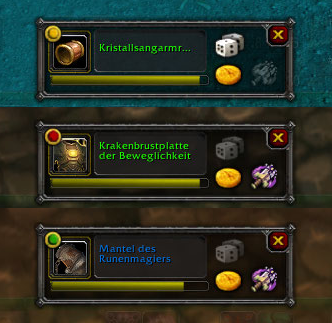 Kristallsangarmr...
Krakenbrustplatte
der Beweglichkeit
Mantel des
Runenmagiers